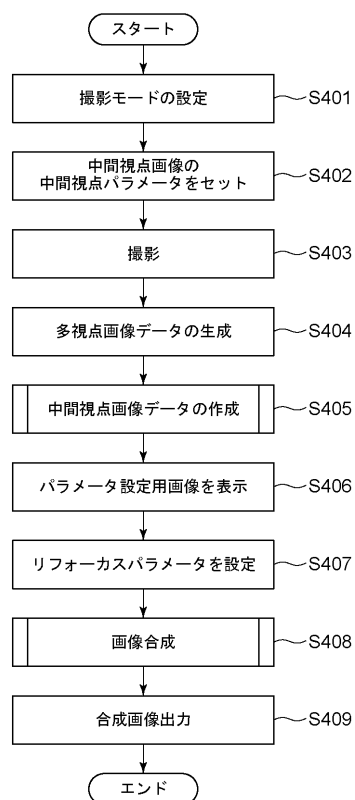 スタート
撮影モードの設定
S401
中間視点画像の
中間視点パラメータをセット
S402
撮影
S403
多視点画像データの生成
S404
中間視点画像データの作成
S405
パラメータ設定用画像を表示
S406
リフォーカスパラメータを設定
S407
画像合成
S408
合成画像出力
S409
エンド